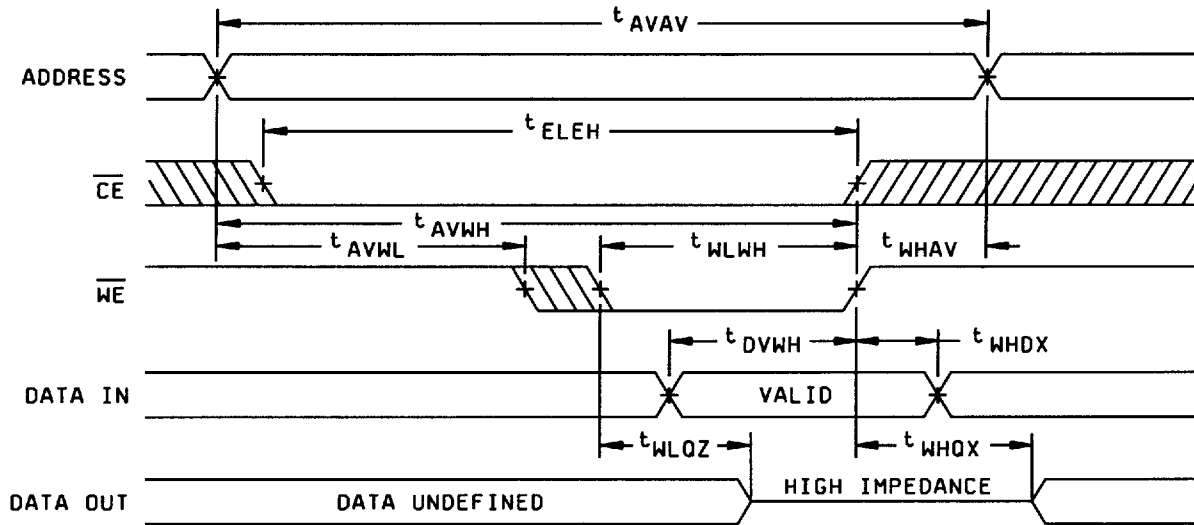 t AVAV
ADDRESS
t ELEH
CE
t AVWH
t AVWL
t WLWH
t WHAV
WE
t DVWH
t WHDX
DATA IN
VALID
t WLQZ
t WHQX
DATA OUT
DATA UNDEFINED
HIGH IMPEDANCE